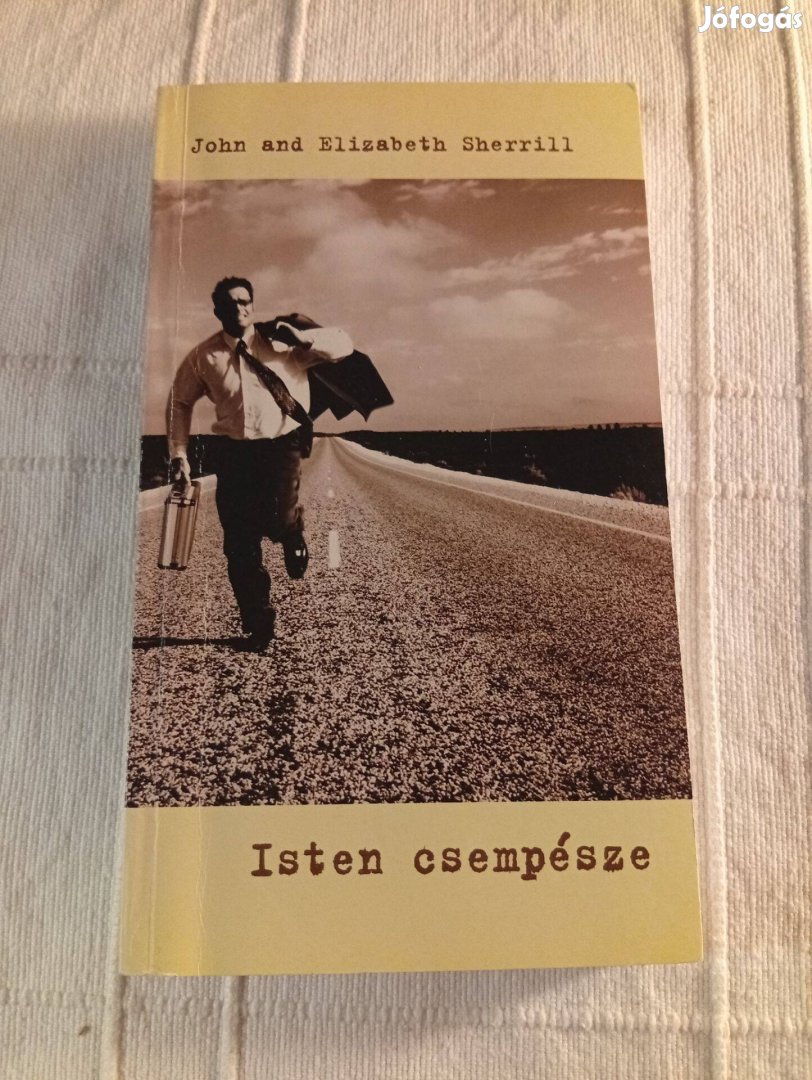 Jófogás
John and Elizabeth Sherrill
Isten csempésze